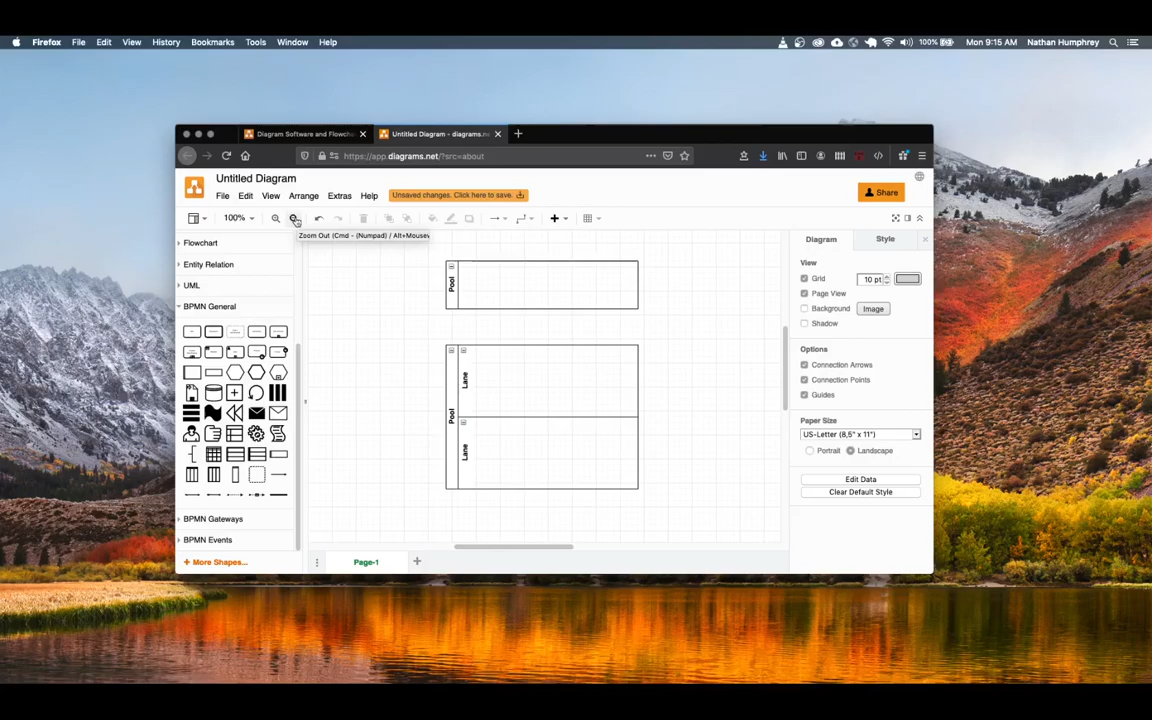 Firefox File Edit View History Bookmarks Tools Window Help 100% Mon 9:15 AM Nathan Humphrey
Diagram Software and Flowcha Untitled Diagram - diagrams.ne
https://app.diagrams.net/?src=about
Untitled Diagram
File Edit View Arrange Extras Help Unsaved changes. Click here to save. Share
100%
Zoom Out (Cmd - (Numpad) / Alt+Mousew
Flowchart
Entity Relation
UML
BPMN General
BPMN Gateways
BPMN Events
+ More Shapes...
Pool
Pool
Lane
Lane
Page-1
Diagram Style
View
Grid 10 pt
Page View
Background Image
Shadow
Options
Connection Arrows
Connection Points
Guides
Paper Size
US-Letter (8,5" x 11")
Portrait Landscape
Edit Data
Clear Default Style